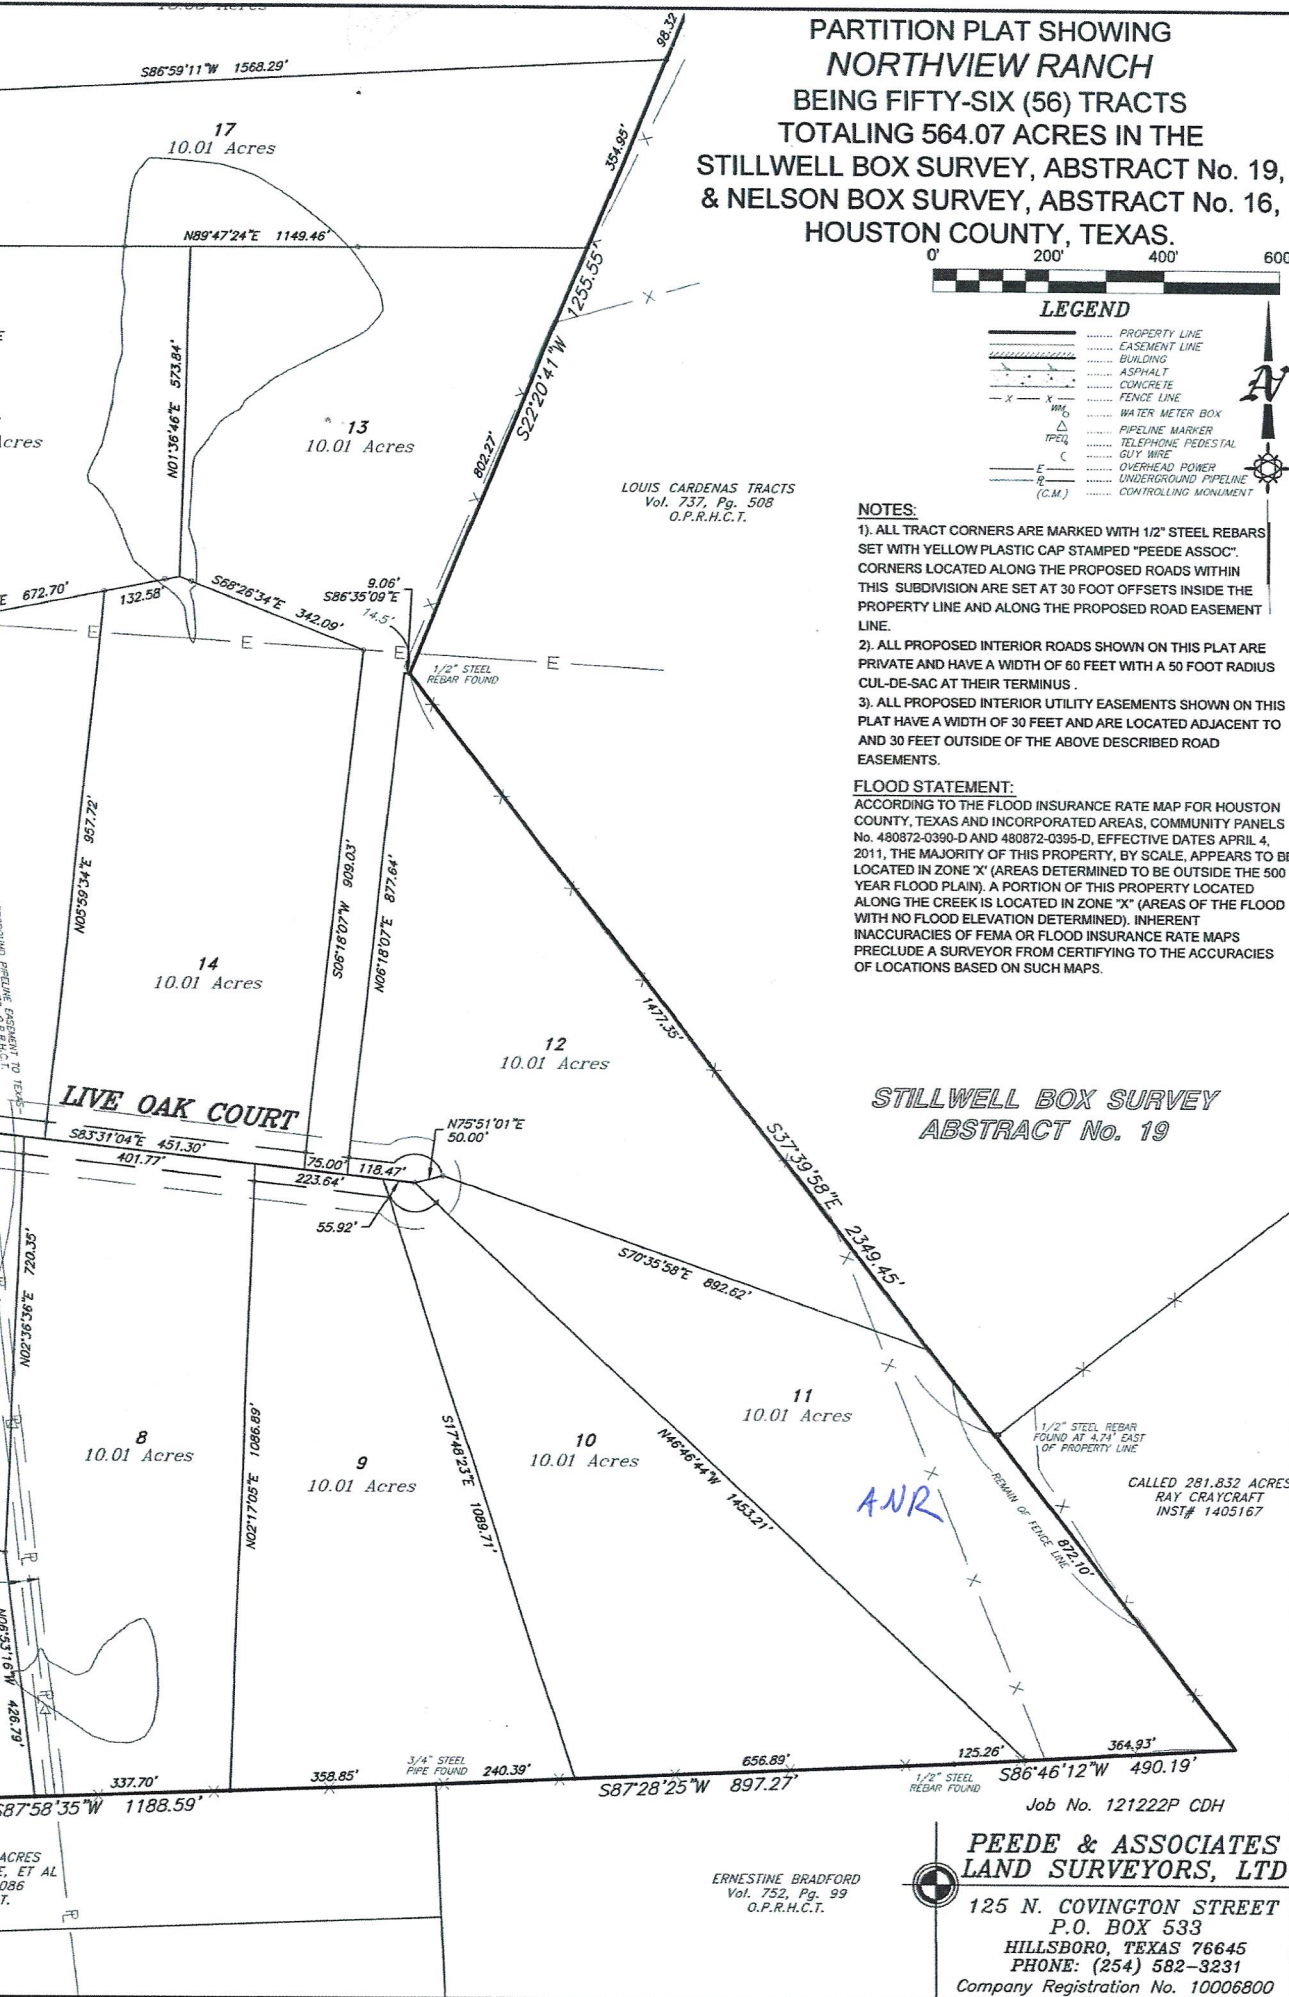 PARTITION PLAT SHOWING
NORTHVIEW RANCH
BEING FIFTY-SIX (56) TRACTS
TOTALING 564.07 ACRES IN THE
STILLWELL BOX SURVEY, ABSTRACT No. 19,
& NELSON BOX SURVEY, ABSTRACT No. 16,
HOUSTON COUNTY, TEXAS.
0' 200' 400' 600
LEGEND
PROPERTY LINE
EASEMENT LINE
BUILDING
ASPHALT
CONCRETE
FENCE LINE
WM WATER METER BOX
PIPELINE MARKER
TPED TELEPHONE PEDESTAL
GUY WIRE
E OVERHEAD POWER
UNDERGROUND PIPELINE
(C.M.) CONTROLLING MONUMENT
N
NOTES:
1). ALL TRACT CORNERS ARE MARKED WITH 1/2" STEEL REBARS
SET WITH YELLOW PLASTIC CAP STAMPED "PEEDE ASSOC".
CORNERS LOCATED ALONG THE PROPOSED ROADS WITHIN
THIS SUBDIVISION ARE SET AT 30 FOOT OFFSETS INSIDE THE
PROPERTY LINE AND ALONG THE PROPOSED ROAD EASEMENT
LINE.
2). ALL PROPOSED INTERIOR ROADS SHOWN ON THIS PLAT ARE
PRIVATE AND HAVE A WIDTH OF 60 FEET WITH A 50 FOOT RADIUS
CUL-DE-SAC AT THEIR TERMINUS .
3). ALL PROPOSED INTERIOR UTILITY EASEMENTS SHOWN ON THIS
PLAT HAVE A WIDTH OF 30 FEET AND ARE LOCATED ADJACENT TO
AND 30 FEET OUTSIDE OF THE ABOVE DESCRIBED ROAD
EASEMENTS.
FLOOD STATEMENT:
ACCORDING TO THE FLOOD INSURANCE RATE MAP FOR HOUSTON
COUNTY, TEXAS AND INCORPORATED AREAS, COMMUNITY PANELS
No. 480872-0390-D AND 480872-0395-D, EFFECTIVE DATES APRIL 4,
2011, THE MAJORITY OF THIS PROPERTY, BY SCALE, APPEARS TO BE
LOCATED IN ZONE 'X' (AREAS DETERMINED TO BE OUTSIDE THE 500
YEAR FLOOD PLAIN). A PORTION OF THIS PROPERTY LOCATED
ALONG THE CREEK IS LOCATED IN ZONE "X" (AREAS OF THE FLOOD
WITH NO FLOOD ELEVATION DETERMINED). INHERENT
INACCURACIES OF FEMA OR FLOOD INSURANCE RATE MAPS
PRECLUDE A SURVEYOR FROM CERTIFYING TO THE ACCURACIES
OF LOCATIONS BASED ON SUCH MAPS.
S86°59'11"W 1568.29'
98.32
17
10.01 Acres
354.95'
N89°47'24"E 1149.46'
1255.55'
S22°20'41"W
N01°36'46"E 573.84'
13
10.01 Acres
802.27'
Acres
LOUIS CARDENAS TRACTS
Vol. 737, Pg. 508
O.P.R.H.C.T.
E 672.70'
132.58'
S68°26'34"E 342.09'
9.06'
S86°35'09"E
14.5'
E E E E
1/2" STEEL
REBAR FOUND
N05°59'34"E 957.72'
S06°18'07"W 909.03'
N06°18'07"E 877.64'
14
10.01 Acres
1477.35'
12
10.01 Acres
PIPELINE EASEMENT TO TEXAS
LIVE OAK COURT
S83°31'04"E 451.30'
401.77'
75.00'
118.47'
223.64'
55.92'
N75°51'01"E
50.00'
STILLWELL BOX SURVEY
ABSTRACT No. 19
S37°39'58"E 2349.45'
N02°36'36"E 720.35'
S70°35'58"E 892.62'
11
10.01 Acres
8
10.01 Acres
N02°17'05"E 1086.89'
9
10.01 Acres
S17°48'23"E 1089.71'
10
10.01 Acres
N46°46'44"W 1453.21'
ANR
REMAIN OF FENCE LINE
872.10'
1/2" STEEL REBAR
FOUND AT 4.74' EAST
OF PROPERTY LINE
CALLED 281.832 ACRES
RAY CRAYCRAFT
INST# 1405167
N06°53'16"W 426.79'
337.70'
358.85'
3/4" STEEL
PIPE FOUND
240.39'
656.89'
125.26'
364.93'
S87°58'35"W 1188.59'
S87°28'25"W 897.27'
1/2" STEEL
REBAR FOUND
S86°46'12"W 490.19'
Job No. 121222P CDH
ACRES
E, ET AL
086
T.
ERNESTINE BRADFORD
Vol. 752, Pg. 99
O.P.R.H.C.T.
PEEDE & ASSOCIATES
LAND SURVEYORS, LTD
125 N. COVINGTON STREET
P.O. BOX 533
HILLSBORO, TEXAS 76645
PHONE: (254) 582-3231
Company Registration No. 10006800